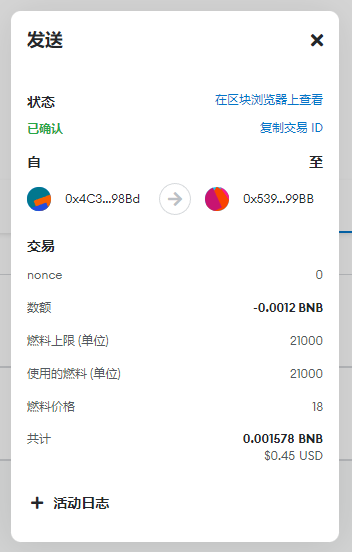 发送
状态 在区块浏览器上查看
已确认 复制交易 ID
自 至
0x4C3...98Bd 0x539...99BB
交易
nonce 0
数额 -0.0012 BNB
燃料上限 (单位) 21000
使用的燃料 (单位) 21000
燃料价格 18
共计 0.001578 BNB
$0.45 USD
+ 活动日志